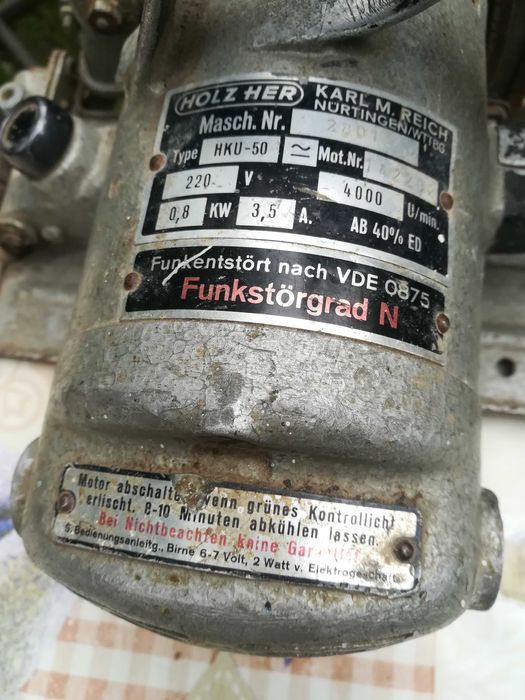 HOLZ HER KARL M. REICH
NÜRTINGEN/WTTBG
Masch. Nr. 2801
Type HKU-50 ≂ Mot.Nr.
220 V 4000 U/min.
0,8 KW 3,5 A. AB 40% ED
Funkentstört nach VDE 0875
Funkstörgrad N
Motor abschalten wenn grünes Kontrollicht
erlischt. 8-10 Minuten abkühlen lassen.
Bei Nichtbeachten keine Garantie
S. Bedienungsanleitg., Birne 6-7 Volt, 2 Watt v. Elektrogeschäft